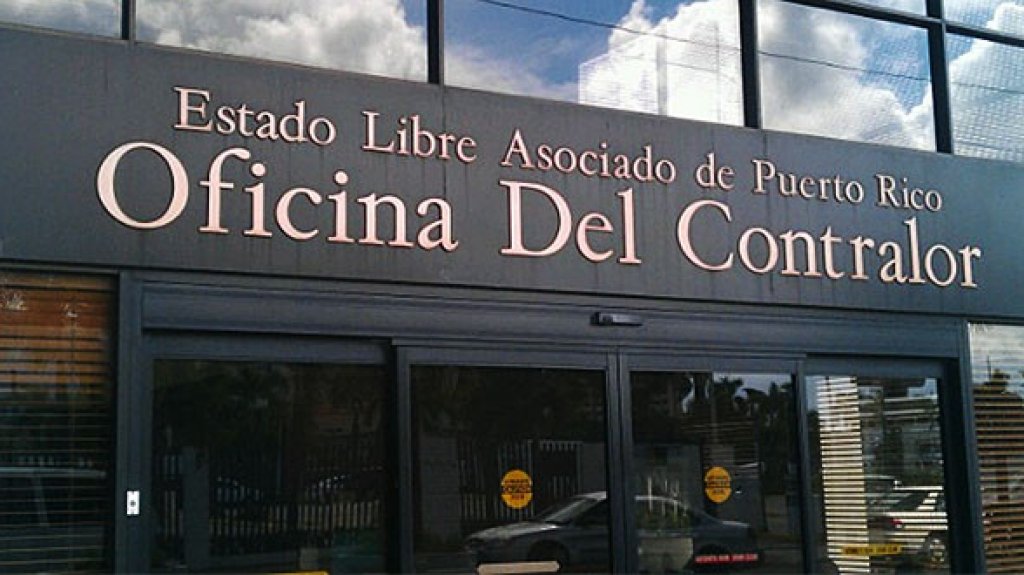 Estado Libre Asociado de Puerto Rico
Oficina Del Contralor